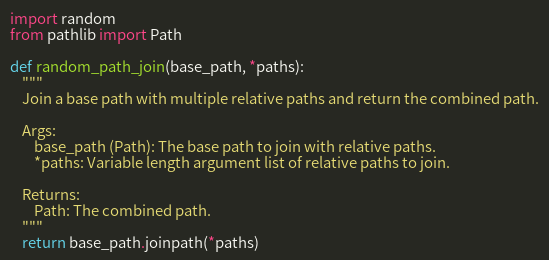 import random
from pathlib import Path

def random_path_join(base_path, *paths):
    """
    Join a base path with multiple relative paths and return the combined path.

    Args:
        base_path (Path): The base path to join with relative paths.
        *paths: Variable length argument list of relative paths to join.

    Returns:
        Path: The combined path.
    """
    return base_path.joinpath(*paths)